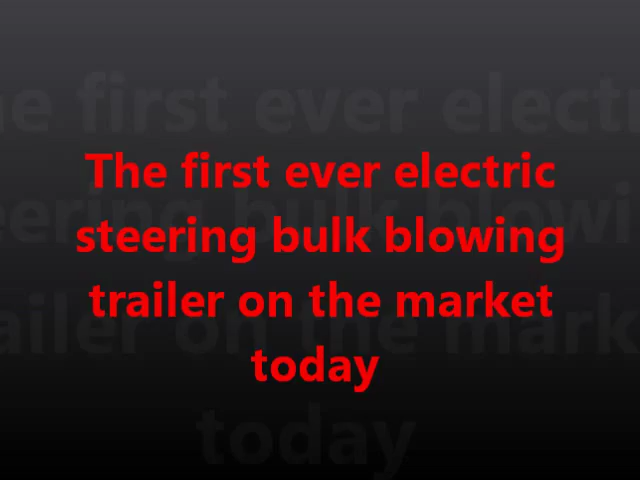 The first ever electric
steering bulk blowing
trailer on the market
today